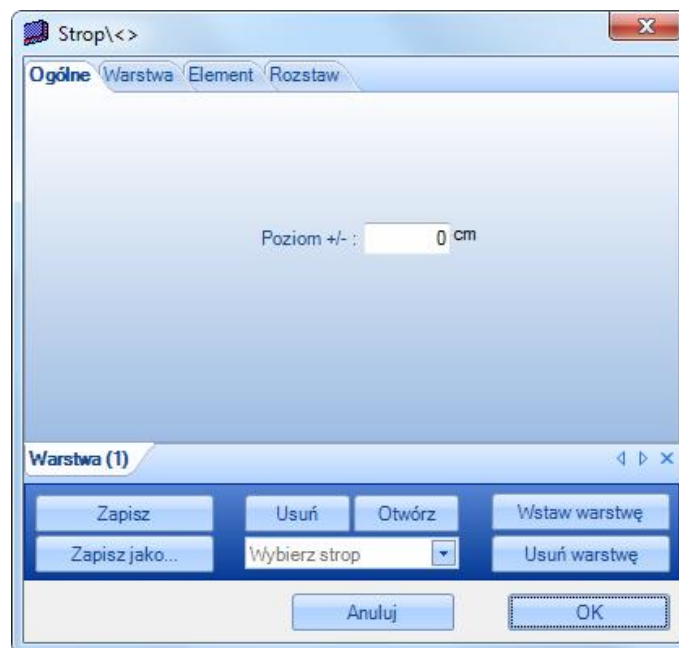 Strop\<>
Ogólne Warstwa Element Rozstaw
Poziom +/- : 0 cm
Warstwa (1)
Zapisz Usuń Otwórz Wstaw warstwę
Zapisz jako... Wybierz strop Usuń warstwę
Anuluj OK